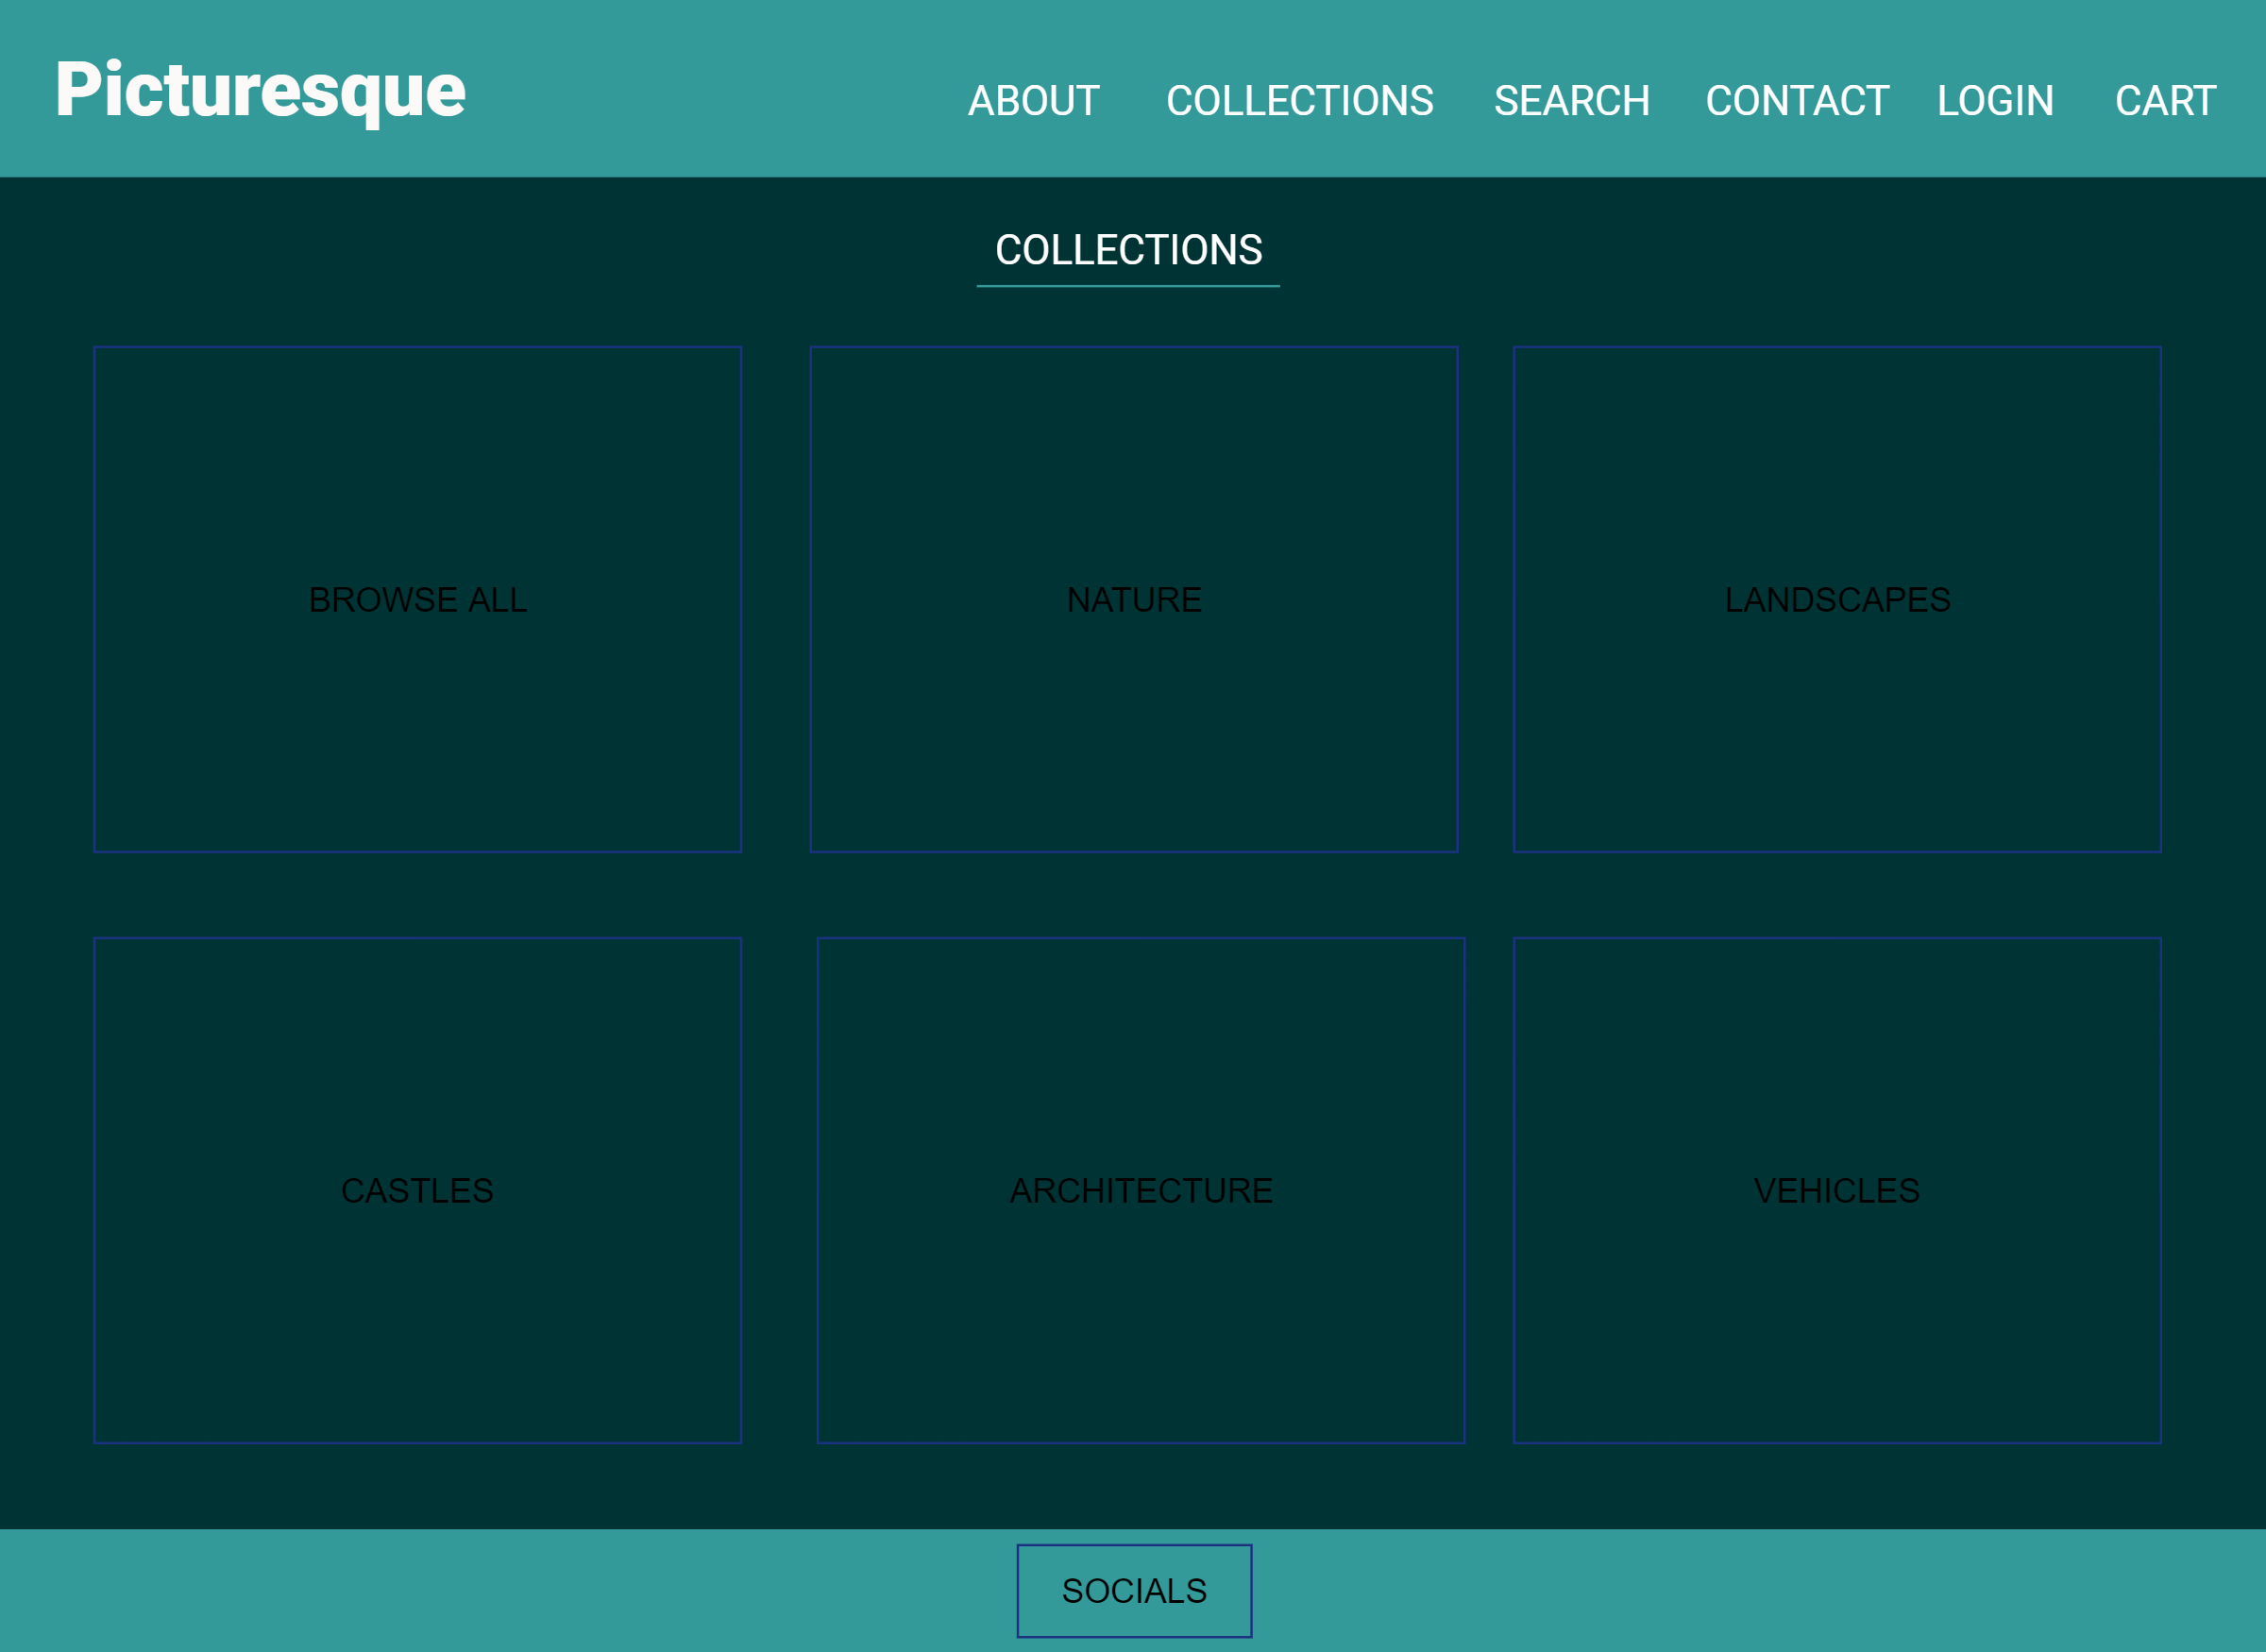 Picturesque
ABOUT COLLECTIONS SEARCH CONTACT LOGIN CART
COLLECTIONS
BROWSE ALL NATURE LANDSCAPES
CASTLES ARCHITECTURE VEHICLES
SOCIALS